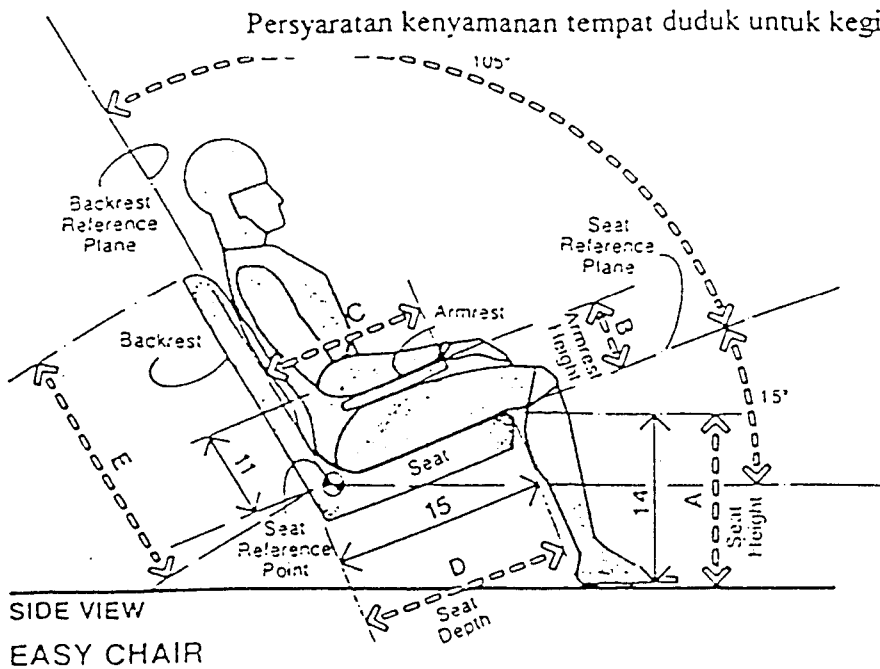 Persyaratan kenyamanan tempat duduk untuk kegi
105°
Backrest
Reference
Plane
Seat
Reference
Plane
C
Armrest
Armrest
Height
B
Backrest
15°
E
11
Seat
14
A
Seat
Height
15
Seat
Reference
Point
D
Seat
Depth
SIDE VIEW
EASY CHAIR